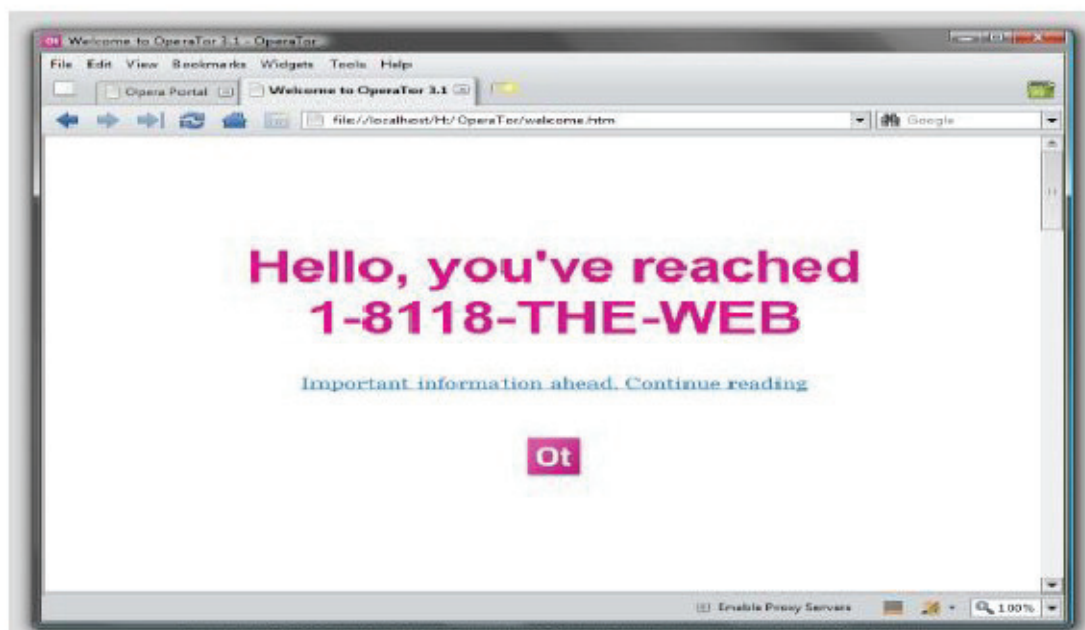 Ot Welcome to OperaTor 3.1 - OperaTor
File Edit View Bookmarks Widgets Tools Help
Opera Portal Welcome to OperaTor 3.1
file://localhost/H:/OperaTor/welcome.htm Google
Hello, you've reached
1-8118-THE-WEB
Important information ahead. Continue reading
Ot
Enable Proxy Servers 100%